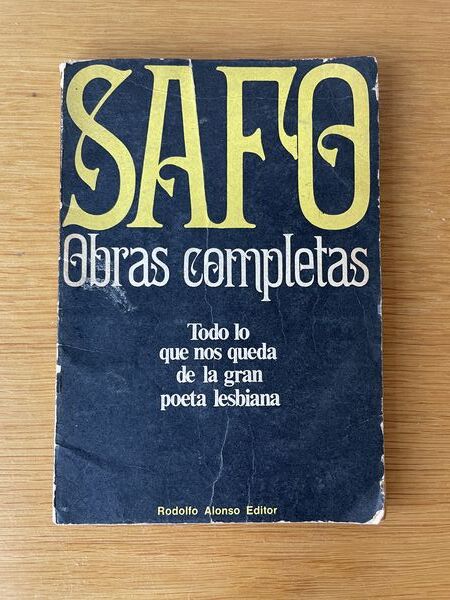 SAFO
Obras completas
Todo lo
que nos queda
de la gran
poeta lesbiana
Rodolfo Alonso Editor